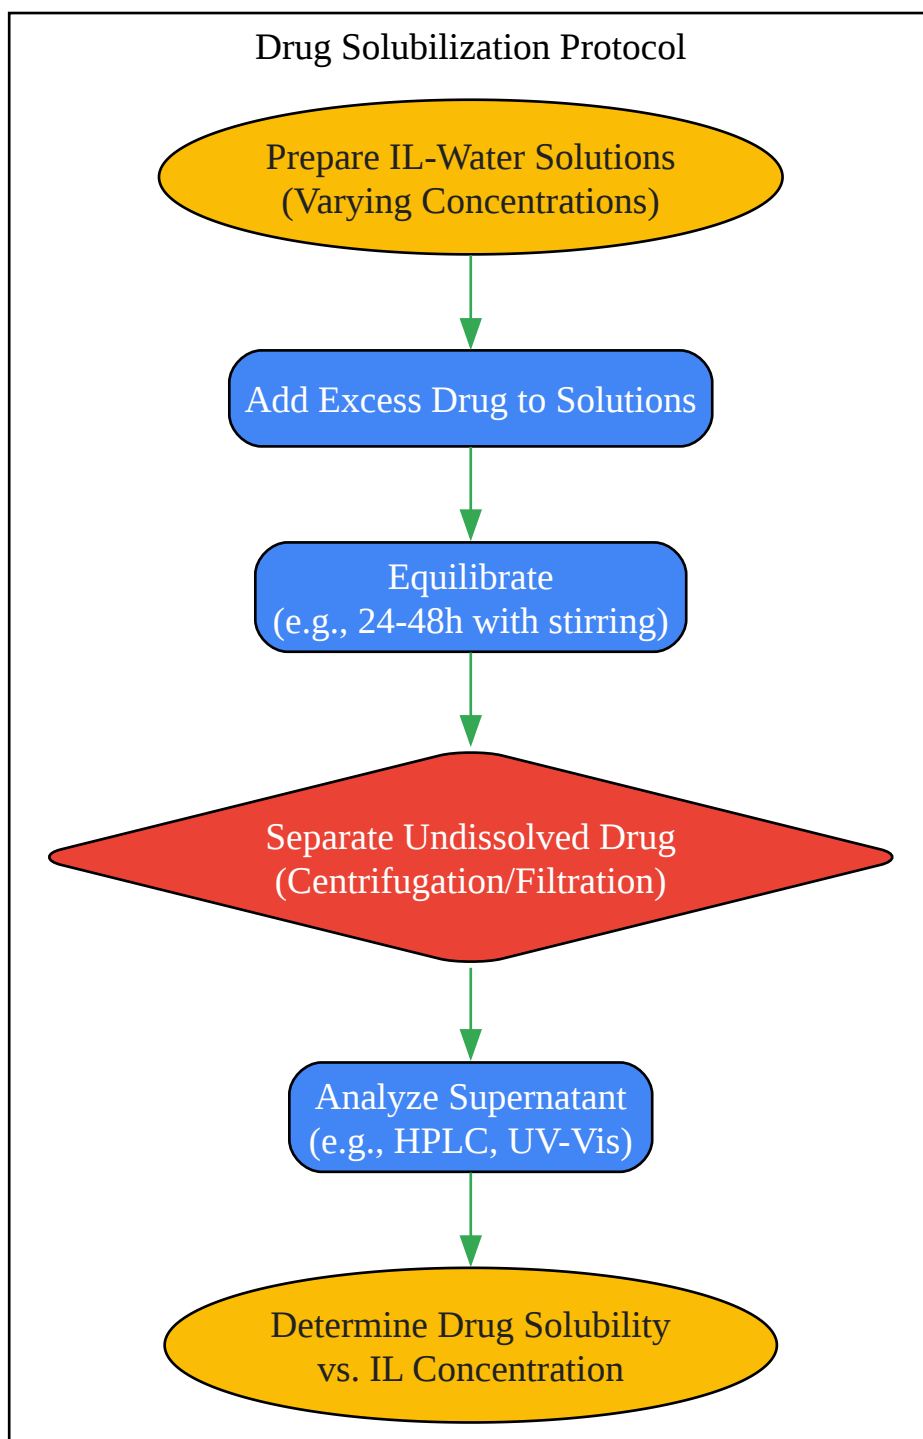 Drug Solubilization Protocol
Prepare IL-Water Solutions
(Varying Concentrations)
Add Excess Drug to Solutions
Equilibrate
(e.g., 24-48h with stirring)
Separate Undissolved Drug
(Centrifugation/Filtration)
Analyze Supernatant
(e.g., HPLC, UV-Vis)
Determine Drug Solubility
vs. IL Concentration